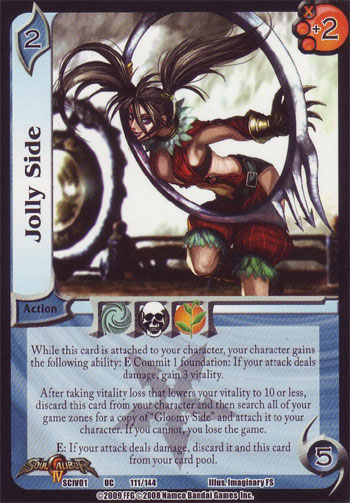 2
+2
Jolly Side
Action
While this card is attached to your character, your character gains
the following ability: E Commit 1 foundation: If your attack
deals damage, gain 3 vitality.
After taking vitality loss that lowers your vitality to 10 or less,
discard this card from your character and then search all of your
game zones for a copy of "Gloomy Side" and attach it to
your character. If you cannot, you lose the game.
E: If your attack deals damage, discard it and this card
from your card pool.
5
SOULCALIBUR
IV
SCIV01 UC 111/144 Illus: Imaginary FS
©2009 FFG ©2008 Namco Bandai Games Inc.